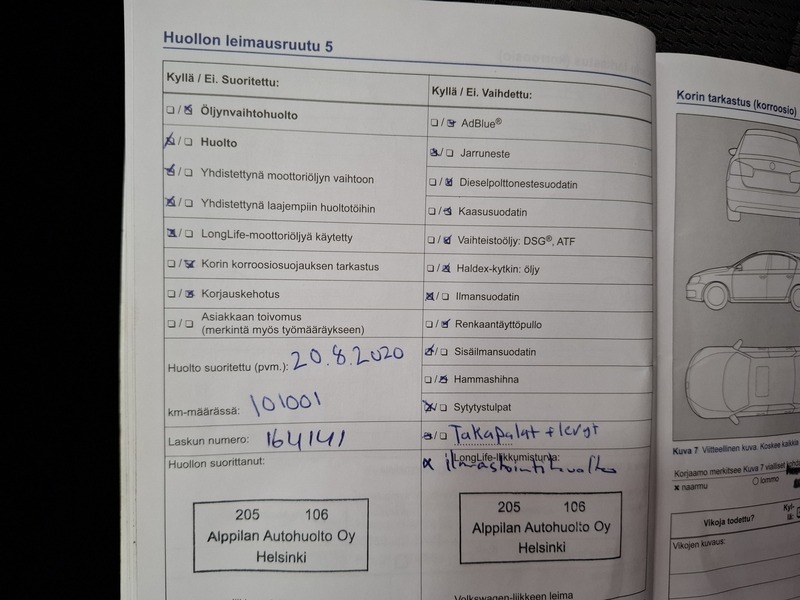 Huollon leimausruutu 5
Kyllä / Ei. Suoritettu:
/ Öljynvaihtohuolto
/ Huolto
/ Yhdistettynä moottoriöljyn vaihtoon
/ Yhdistettynä laajempiin huoltotöihin
/ LongLife-moottoriöljyä käytetty
/ Korin korroosiosuojauksen tarkastus
/ Korjauskehotus
/ Asiakkaan toivomus
(merkintä myös työmääräykseen)
Huolto suoritettu (pvm.): 20.8.2020
km-määrässä: 101001
Laskun numero: 164141
Huollon suorittanut:
205 106
Alppilan Autohuolto Oy
Helsinki
Kyllä / Ei. Vaihdettu:
/ AdBlue®
/ Jarruneste
/ Dieselpolttonestesuodatin
/ Kaasusuodatin
/ Vaihteistoöljy: DSG®, ATF
/ Haldex-kytkin: öljy
/ Ilmansuodatin
/ Renkaantäyttöpullo
/ Sisäilmansuodatin
/ Hammashihna
/ Sytytystulpat
/ Takapalat + levyt
LongLife-liikkumisturva:
x ilmastointihuolto
205 106
Alppilan Autohuolto Oy
Helsinki
Volkswagen-liikkeen leima
Korin tarkastus (korroosio)
Kuva 7 Viitteellinen kuva. Koskee kaikkia
Korjaamo merkitsee Kuva 7 vialliset
x naarmu
O lommo
Vikoja todettu?
Kyl-
lä:
Vikojen kuvaus: